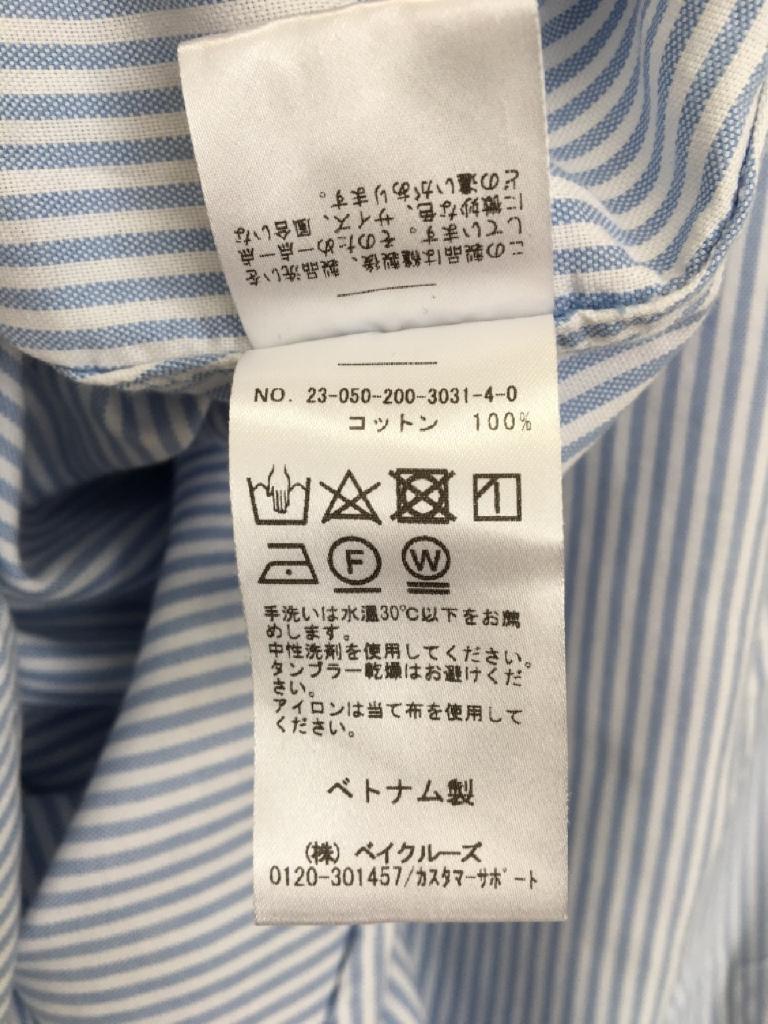 この製品は縫製後、製品洗いを
しています。そのため一点一点
に微妙な色、サイズ、風合いな
どの違いがあります。
NO. 23-050-200-3031-4-0
コットン 100%
F W
手洗いは水温30℃以下をお薦
めします。
中性洗剤を使用してください。
タンブラー乾燥はお避けくだ
さい。
アイロンは当て布を使用して
ください。
ベトナム製
(株) ベイクルーズ
0120-301457/カスタマーサポート